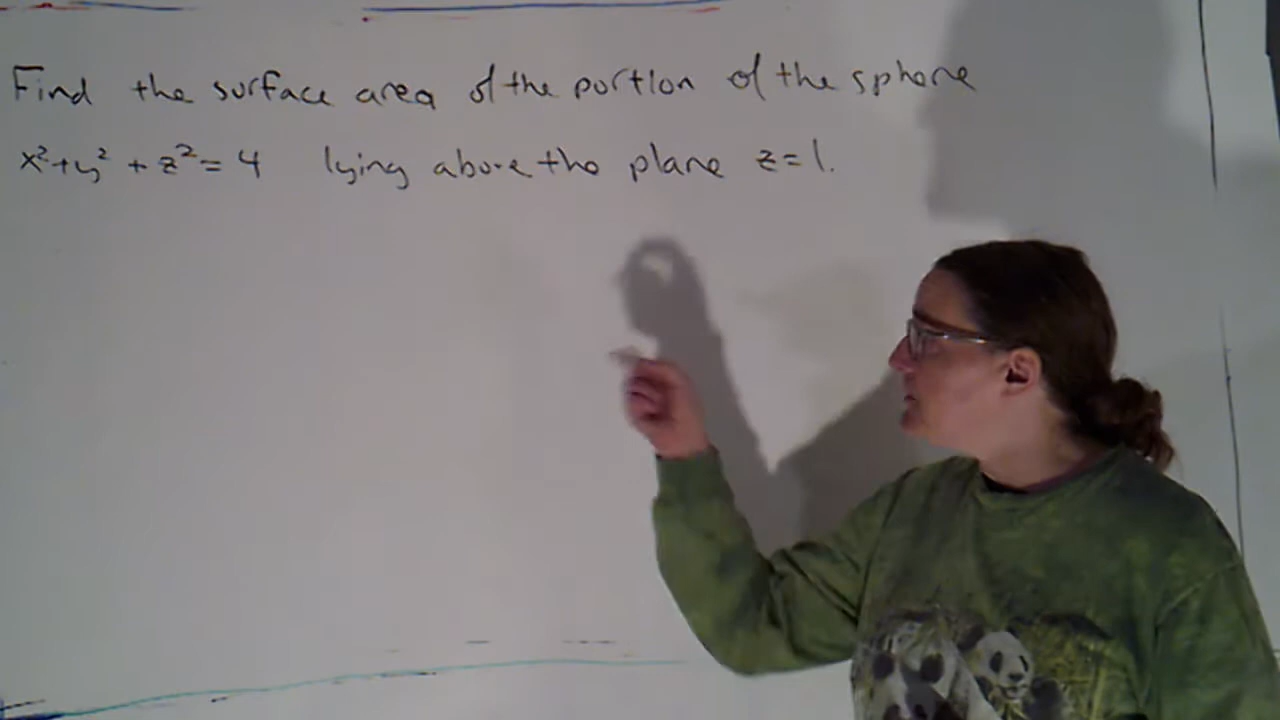 Find the surface area of the portion of the sphere
x²+y²+z²=4 lying above the plane z=1.